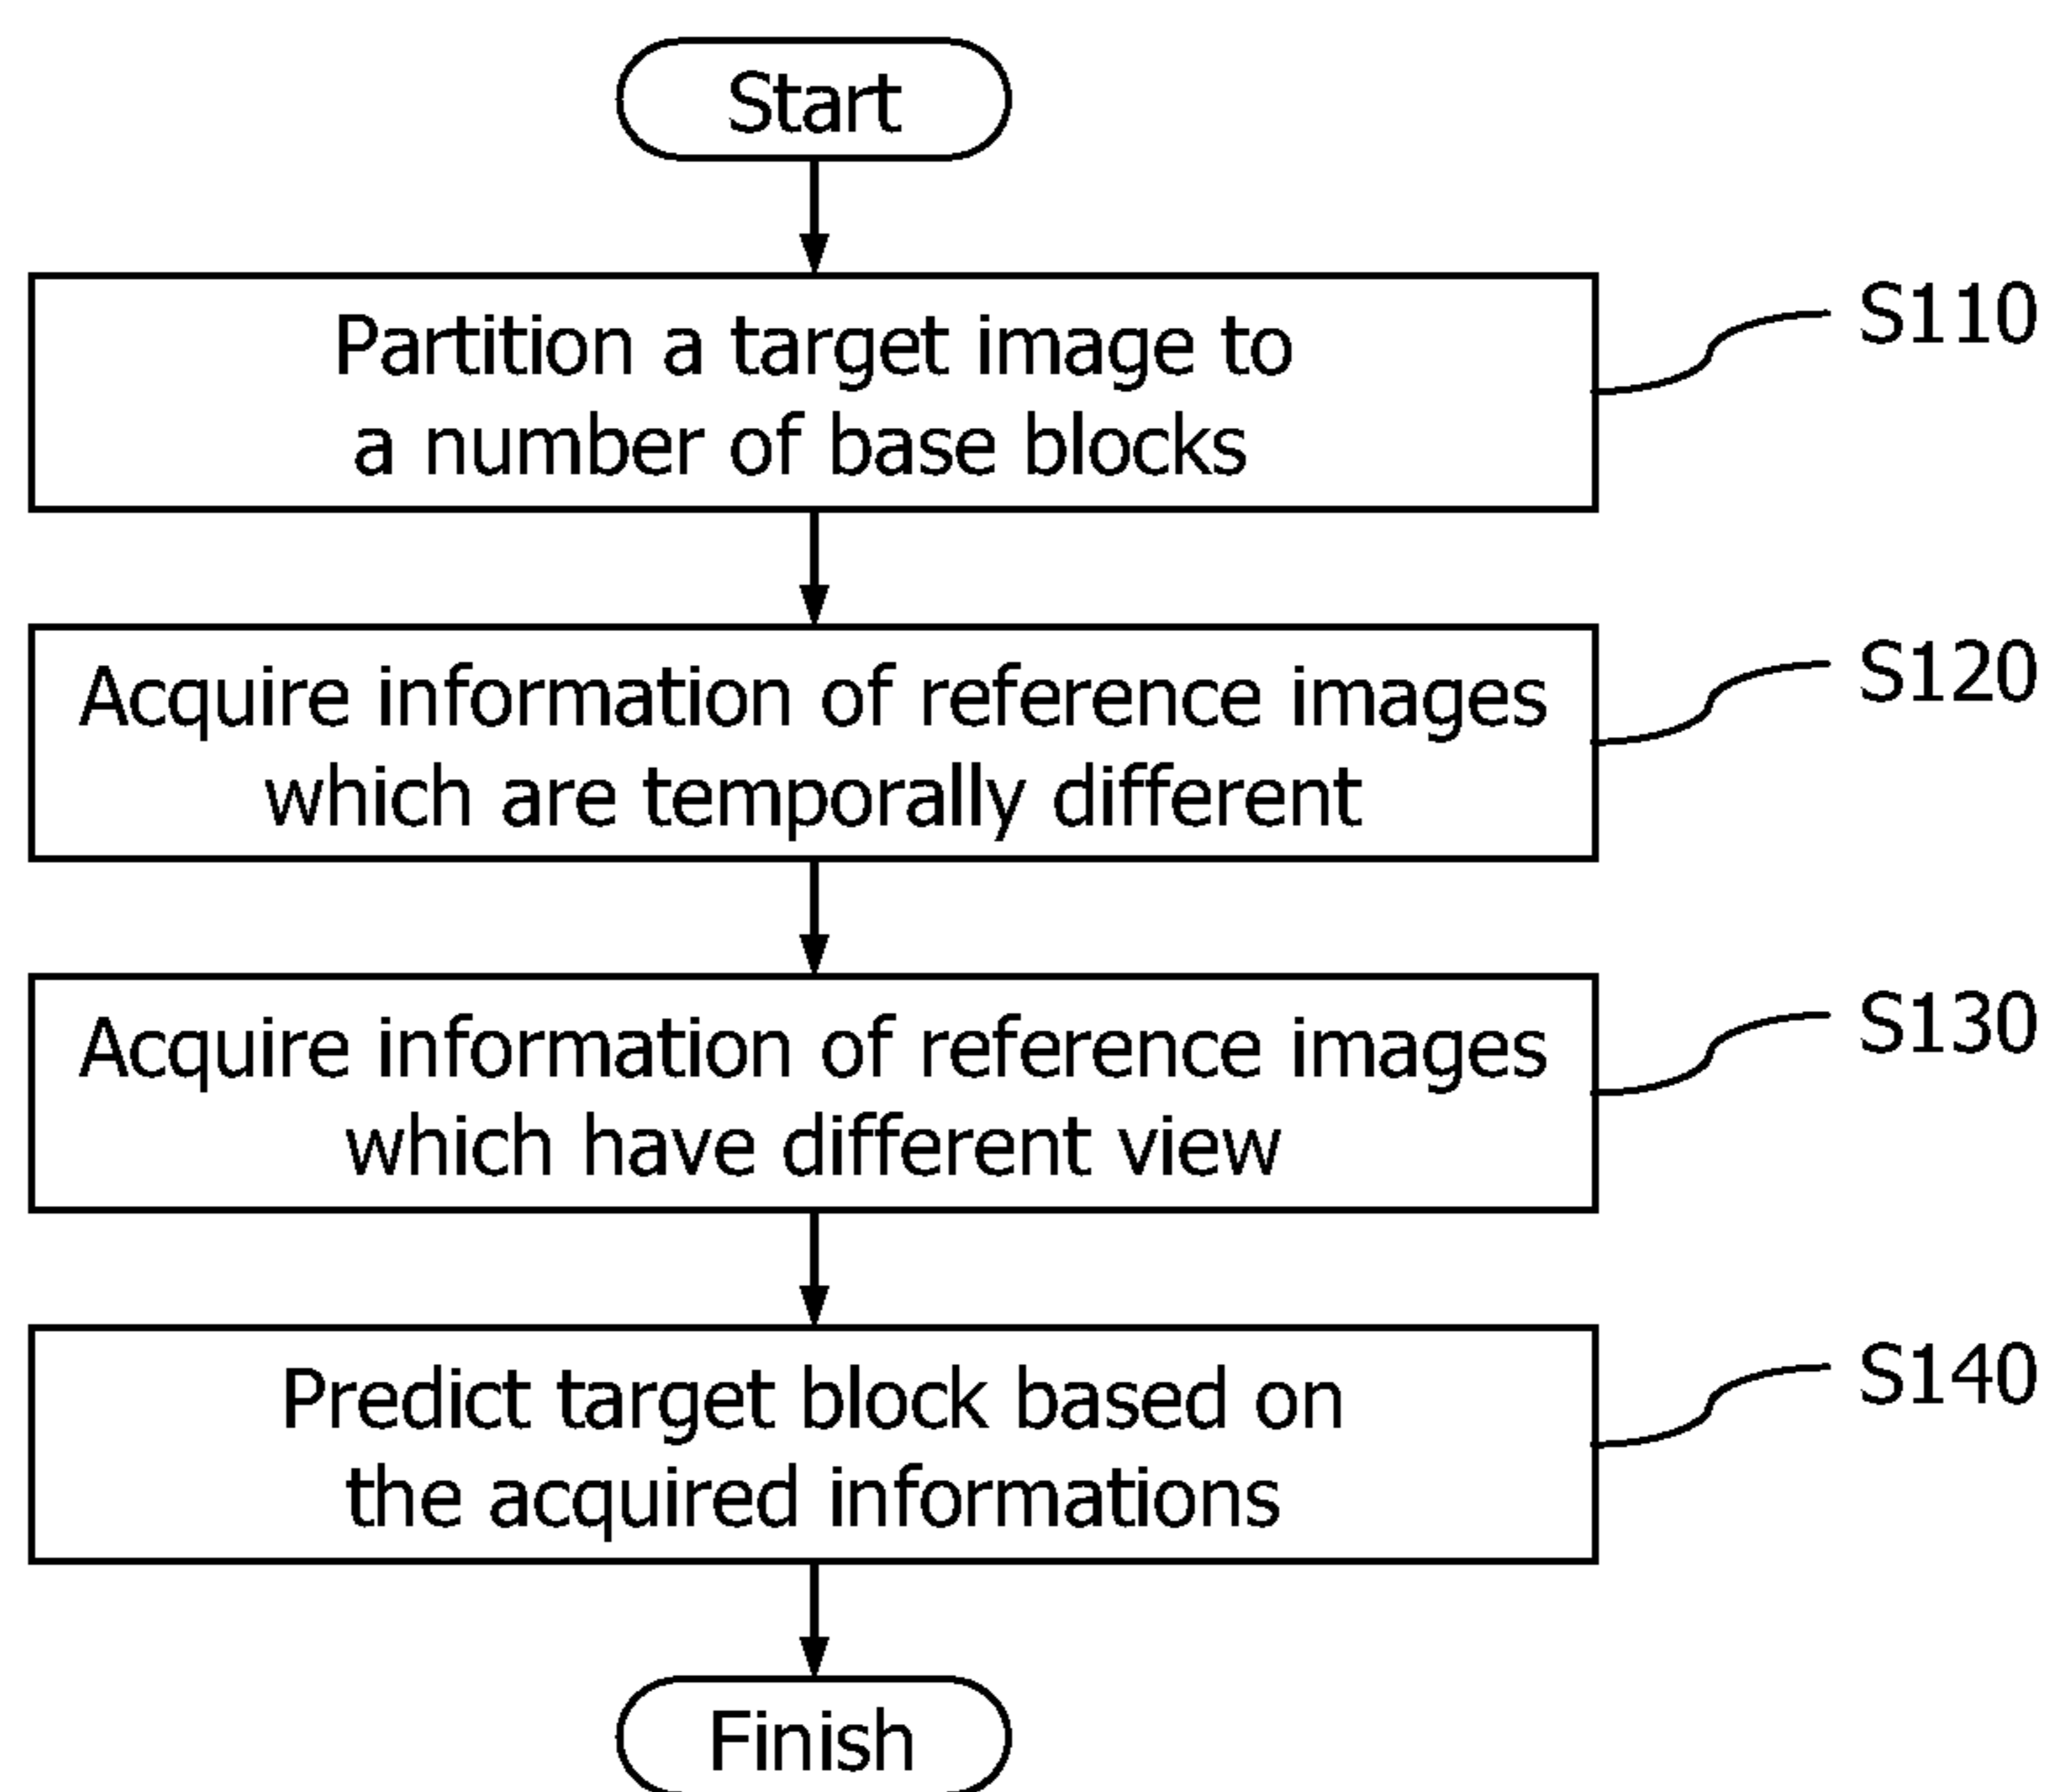 Start
Partition a target image to
a number of base blocks
S110
Acquire information of reference images
which are temporally different
S120
Acquire information of reference images
which have different view
S130
Predict target block based on
the acquired informations
S140
Finish